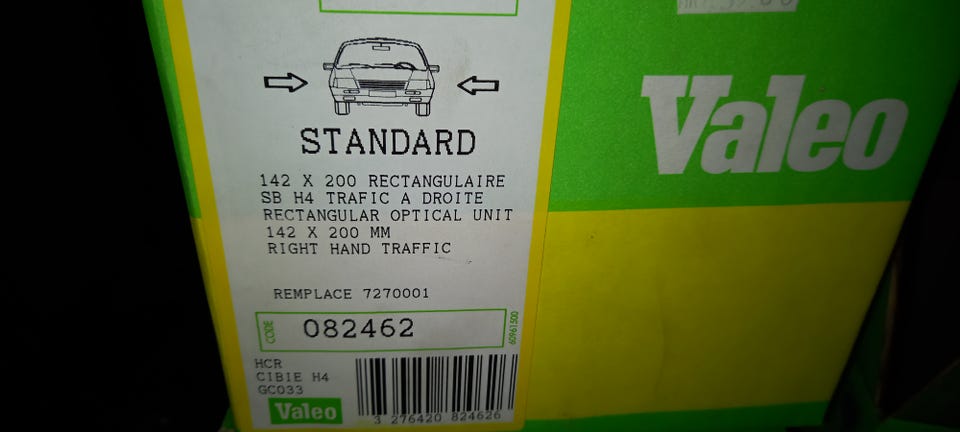 STANDARD
142 X 200 RECTANGULAIRE
SB H4 TRAFIC A DROITE
RECTANGULAR OPTICAL UNIT
142 X 200 MM
RIGHT HAND TRAFFIC
REMPLACE 7270001
CODE
082462
60961500
HCR
CIBIE H4
GC033
Valeo
3 276420 824626
Valeo